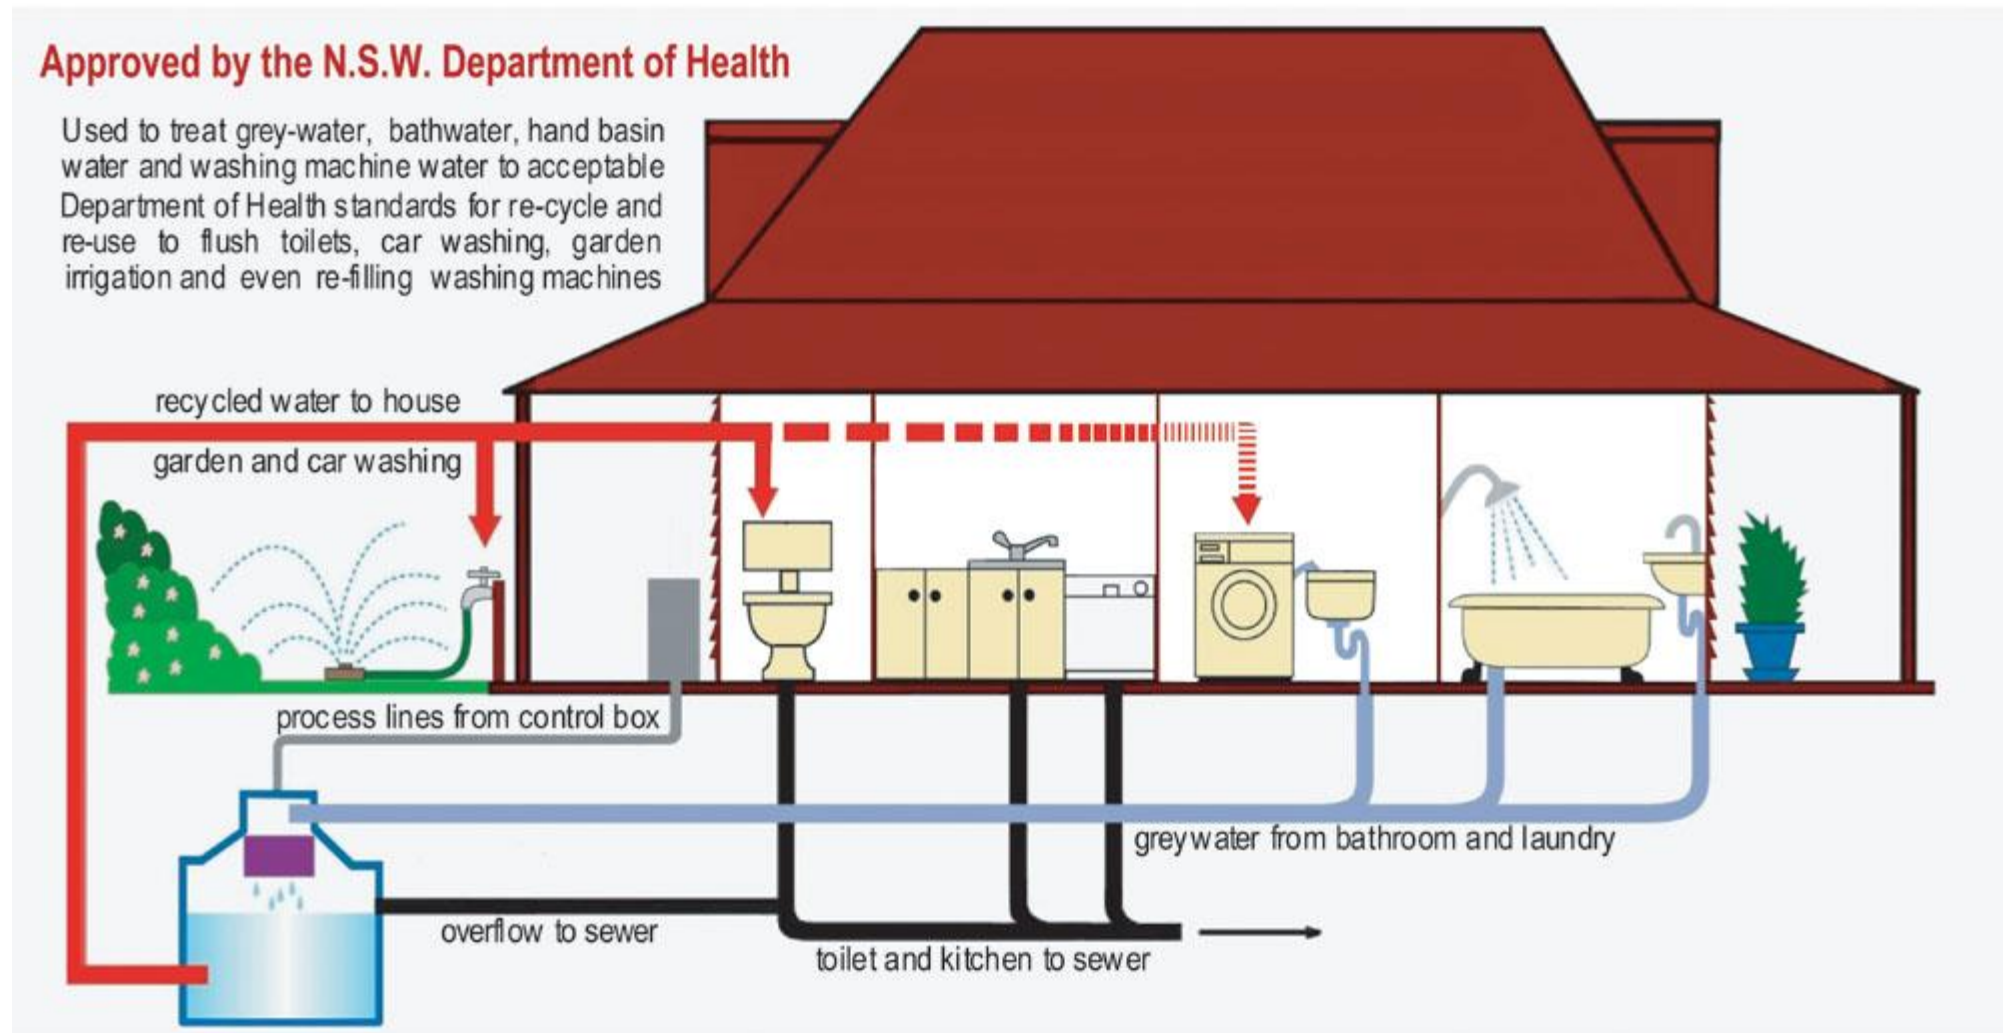 Approved by the N.S.W. Department of Health
Used to treat grey-water, bathwater, hand basin
water and washing machine water to acceptable
Department of Health standards for re-cycle and
re-use to flush toilets, car washing, garden
irrigation and even re-filling washing machines
recycled water to house
garden and car washing
process lines from control box
greywater from bathroom and laundry
overflow to sewer
toilet and kitchen to sewer